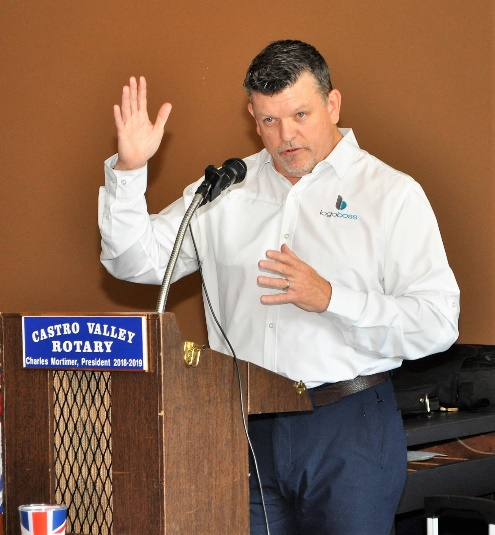 logoboss
CASTRO VALLEY
ROTARY
Charles Mortimer, President 2018-2019